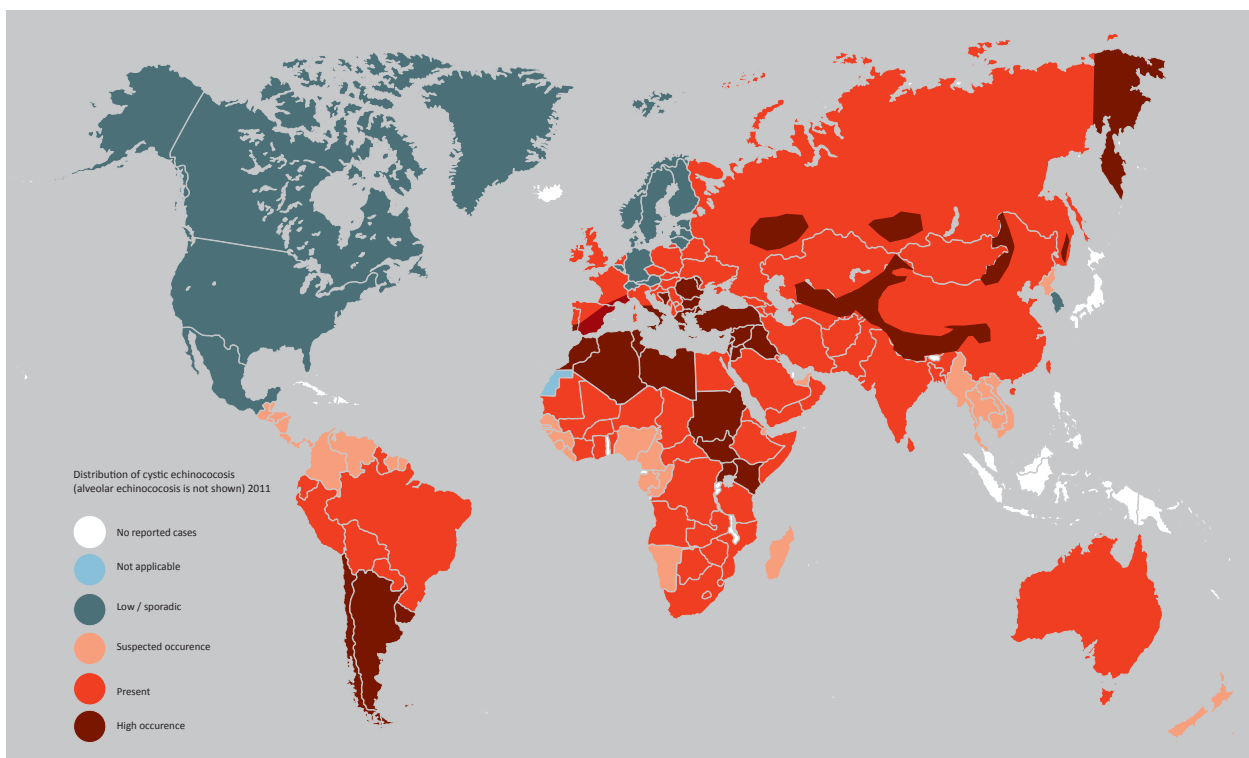 Distribution of cystic echinococosis
(alveolar echinococosis is not shown) 2011
No reported cases
Not applicable
Low / sporadic
Suspected occurence
Present
High occurence